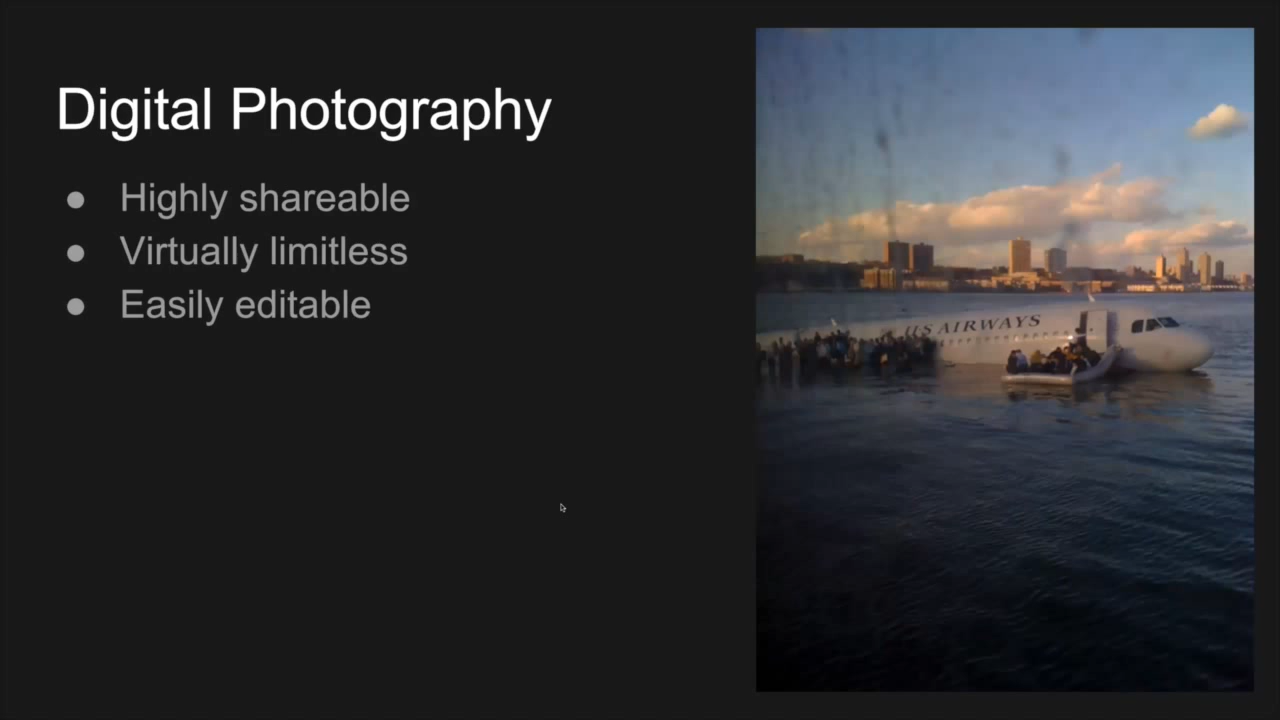 Digital Photography
● Highly shareable
● Virtually limitless
● Easily editable
US AIRWAYS